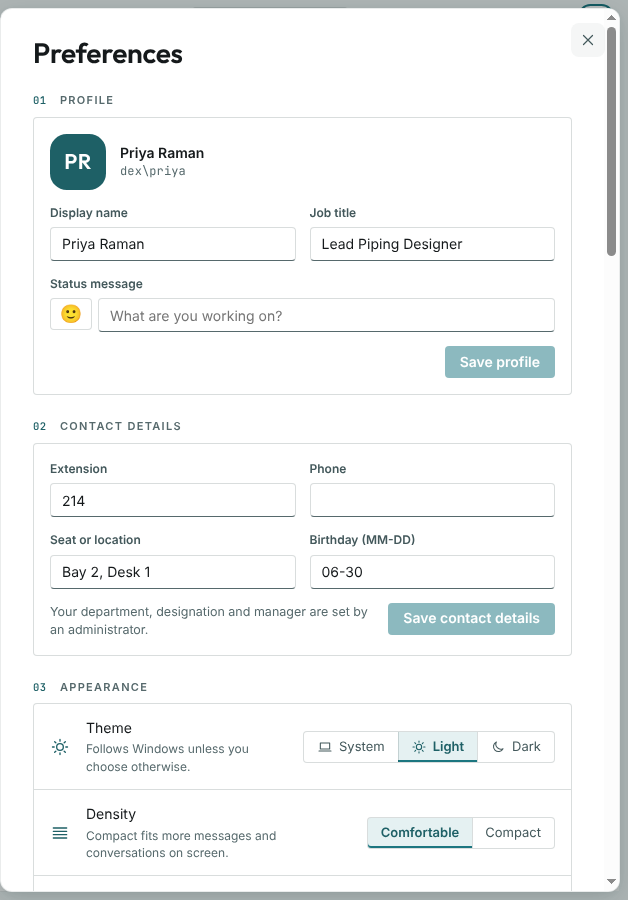 Preferences
01 PROFILE
PR
Priya Raman
dex\priya
Display name
Job title
Priya Raman
Lead Piping Designer
Status message
What are you working on?
Save profile
02 CONTACT DETAILS
Extension
Phone
214
Seat or location
Birthday (MM-DD)
Bay 2, Desk 1
06-30
Your department, designation and manager are set by
an administrator.
Save contact details
03 APPEARANCE
Theme
Follows Windows unless you
choose otherwise.
System
Light
Dark
Density
Compact fits more messages and
conversations on screen.
Comfortable
Compact